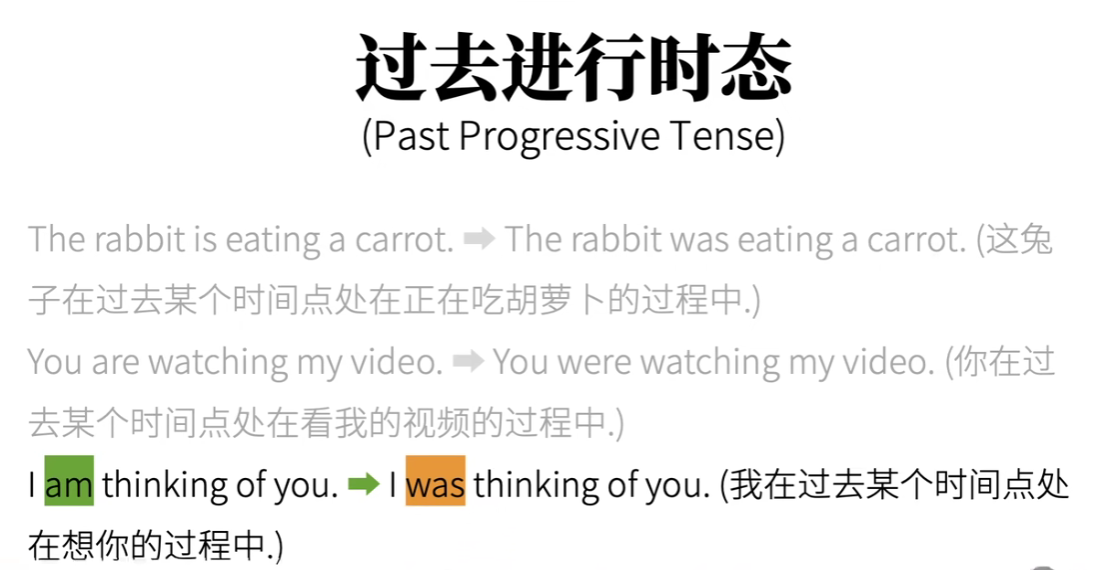 过去进行时态
(Past Progressive Tense)
The rabbit is eating a carrot. ➡ The rabbit was eating a carrot. (这兔
子在过去某个时间点处在正在吃胡萝卜的过程中.)
You are watching my video. ➡ You were watching my video. (你在过
去某个时间点处在看我的视频的过程中.)
I am thinking of you. ➡ I was thinking of you. (我在过去某个时间点处
在想你的过程中.)